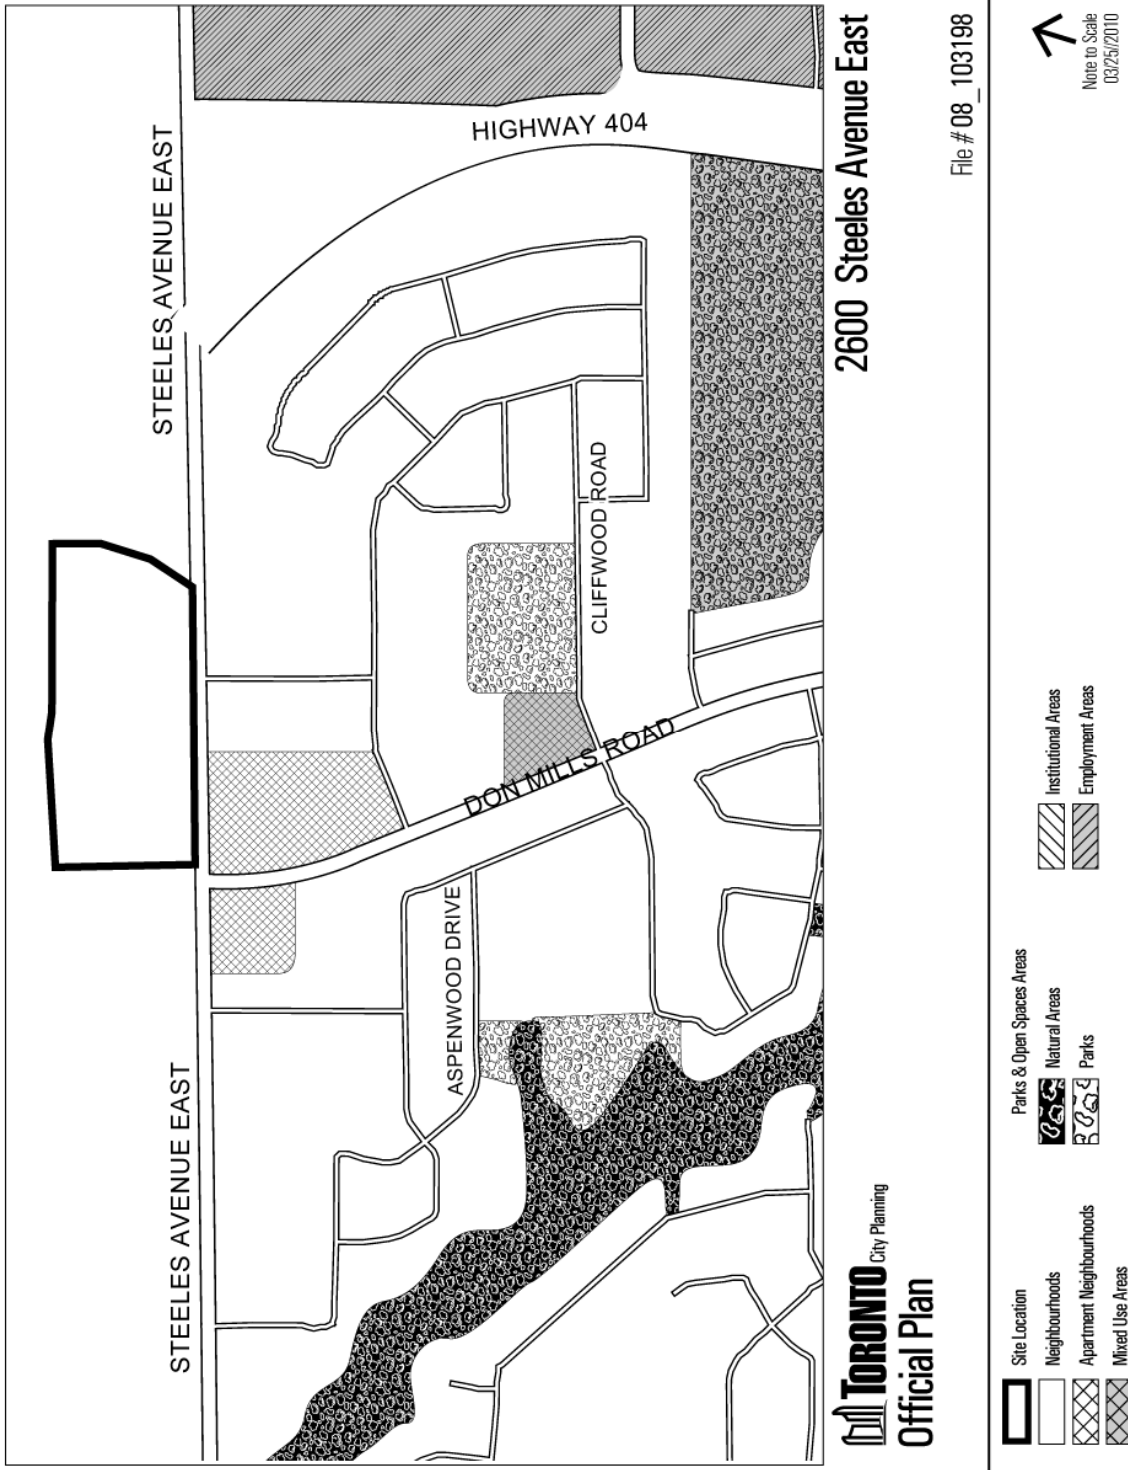 STEELES AVENUE EAST
STEELES AVENUE EAST
HIGHWAY 404
DON MILLS ROAD
CLIFFWOOD ROAD
ASPENWOOD DRIVE
TORONTO City Planning
Official Plan
2600 Steeles Avenue East
File # 08_103198
Site Location
Neighbourhoods
Apartment Neighbourhoods
Mixed Use Areas
Parks & Open Spaces Areas
Natural Areas
Parks
Institutional Areas
Employment Areas
Note to Scale
03/25//2010